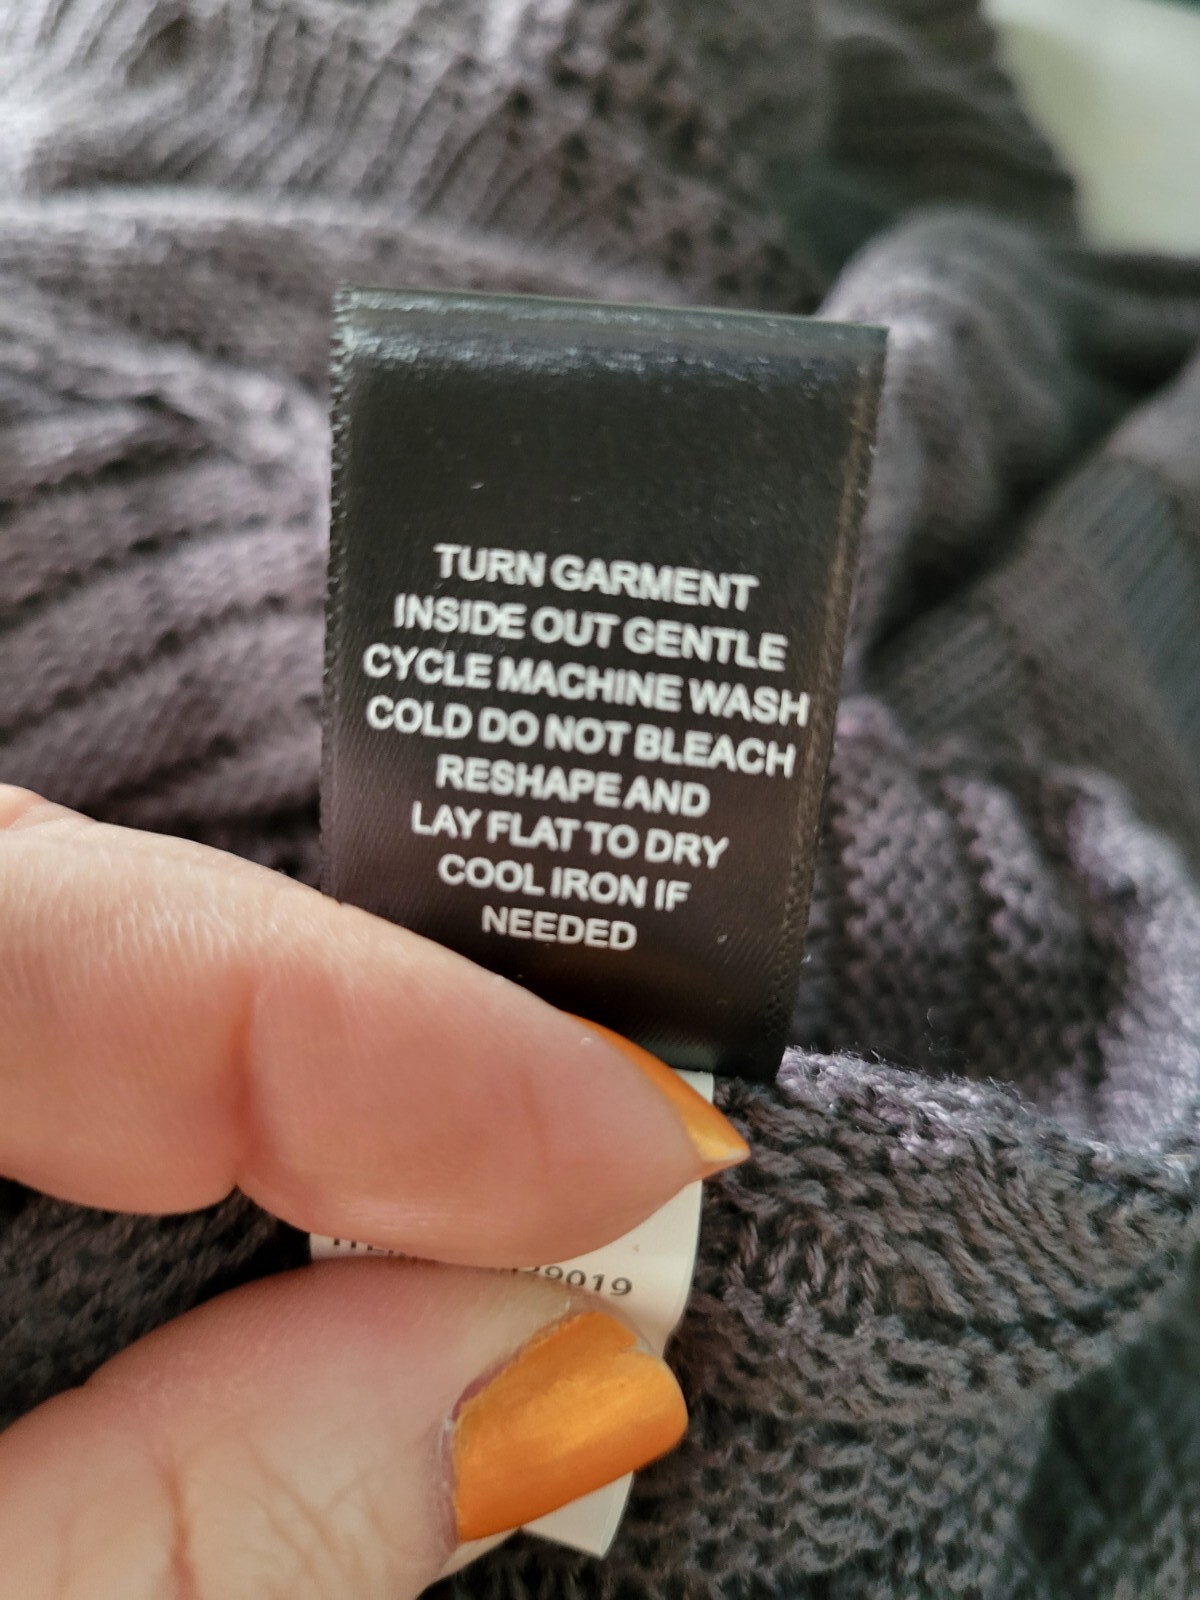 TURN GARMENT
INSIDE OUT GENTLE
CYCLE MACHINE WASH
COLD DO NOT BLEACH
RESHAPE AND
LAY FLAT TO DRY
COOL IRON IF
NEEDED